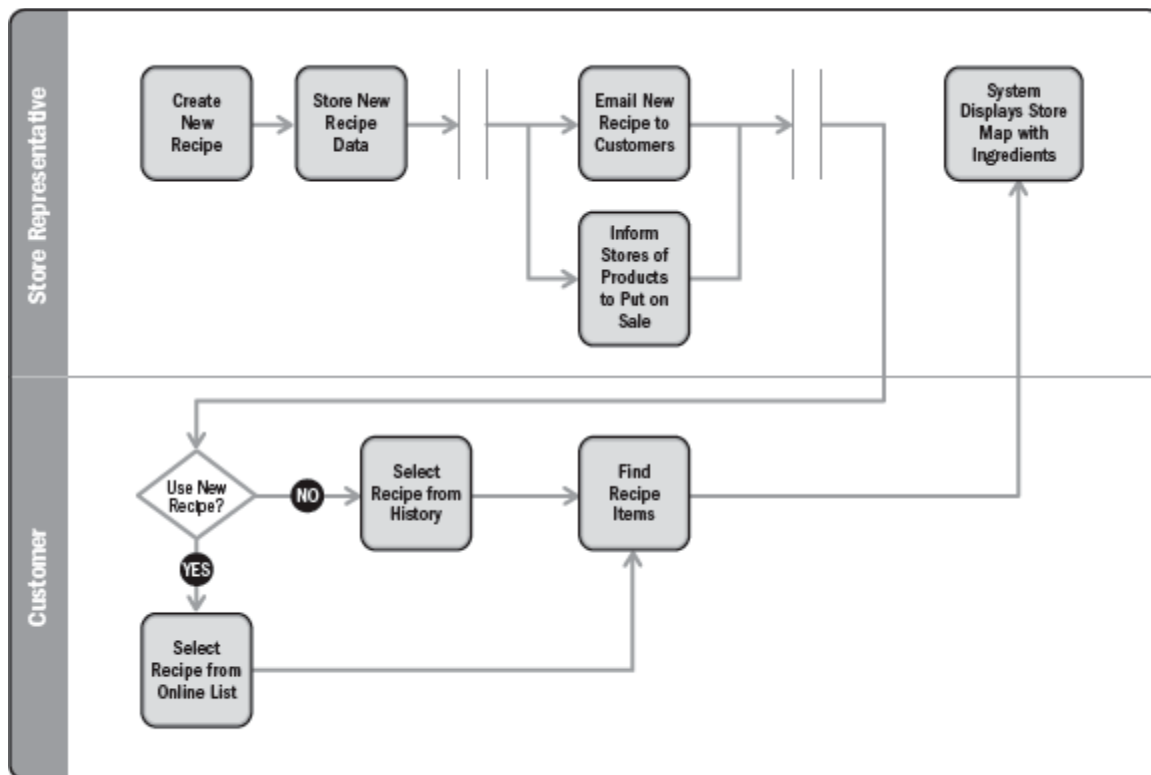 Store Representative
Create
New
Recipe
Store New
Recipe
Data
Email New
Recipe to
Customers
Inform
Stores of
Products
to Put on
Sale
System
Displays Store
Map with
Ingredients
Customer
Use New
Recipe?
NO
YES
Select
Recipe from
History
Find
Recipe
Items
Select
Recipe from
Online List